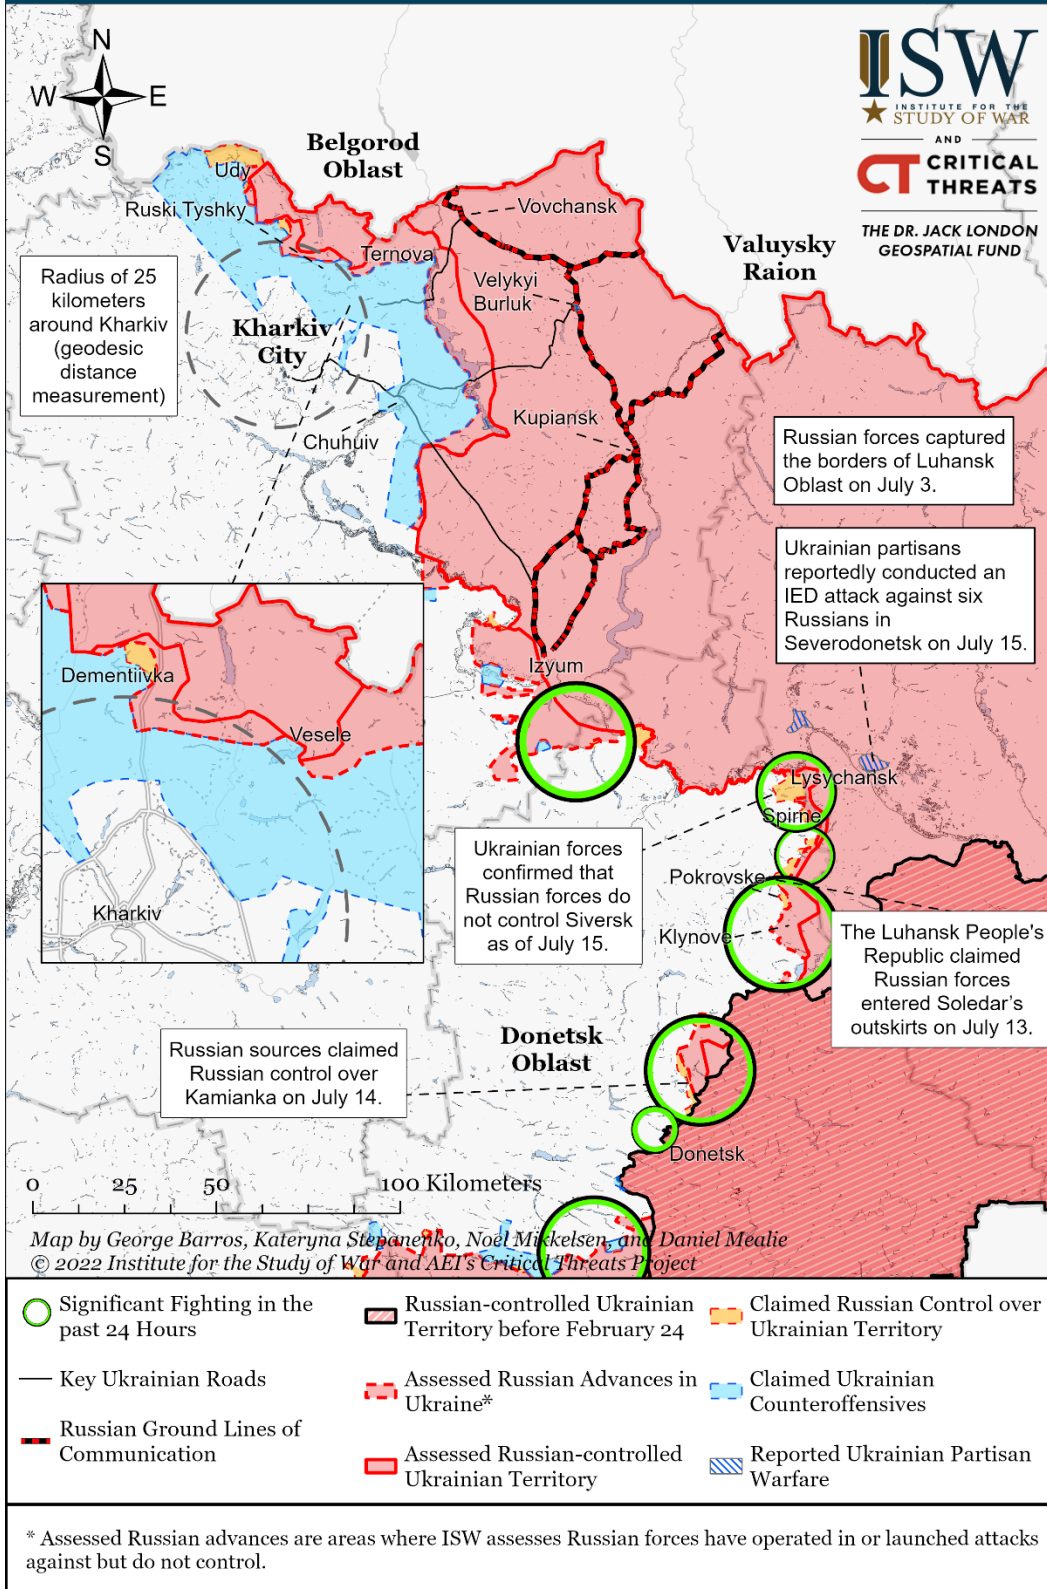 N
W
E
S
ISW
INSTITUTE FOR THE
STUDY OF WAR
AND
CT CRITICAL
THREATS
THE DR. JACK LONDON
GEOSPATIAL FUND
Belgorod
Oblast
Udy
Ruski Tyshky
Ternova
Vovchansk
Velykyi
Burluk
Valuysky
Raion
Radius of 25
kilometers
around Kharkiv
(geodesic
distance
measurement)
Kharkiv
City
Chuhuiv
Kupiansk
Russian forces captured
the borders of Luhansk
Oblast on July 3.
Ukrainian partisans
reportedly conducted an
IED attack against six
Russians in
Severodonetsk on July 15.
Izyum
Dementiivka
Vesele
Kharkiv
Lysychansk
Spirne
Ukrainian forces
confirmed that
Russian forces do
not control Siversk
as of July 15.
Pokrovske
Klynove
The Luhansk People's
Republic claimed
Russian forces
entered Soledar's
outskirts on July 13.
Donetsk
Oblast
Russian sources claimed
Russian control over
Kamianka on July 14.
Donetsk
0 25 50 100 Kilometers
Map by George Barros, Kateryna Stepanenko, Noel Mikkelsen, and Daniel Mealie
© 2022 Institute for the Study of War and AEI's Critical Threats Project
Significant Fighting in the
past 24 Hours
Key Ukrainian Roads
Russian Ground Lines of
Communication
Russian-controlled Ukrainian
Territory before February 24
Assessed Russian Advances in
Ukraine*
Assessed Russian-controlled
Ukrainian Territory
Claimed Russian Control over
Ukrainian Territory
Claimed Ukrainian
Counteroffensives
Reported Ukrainian Partisan
Warfare
* Assessed Russian advances are areas where ISW assesses Russian forces have operated in or launched attacks
against but do not control.